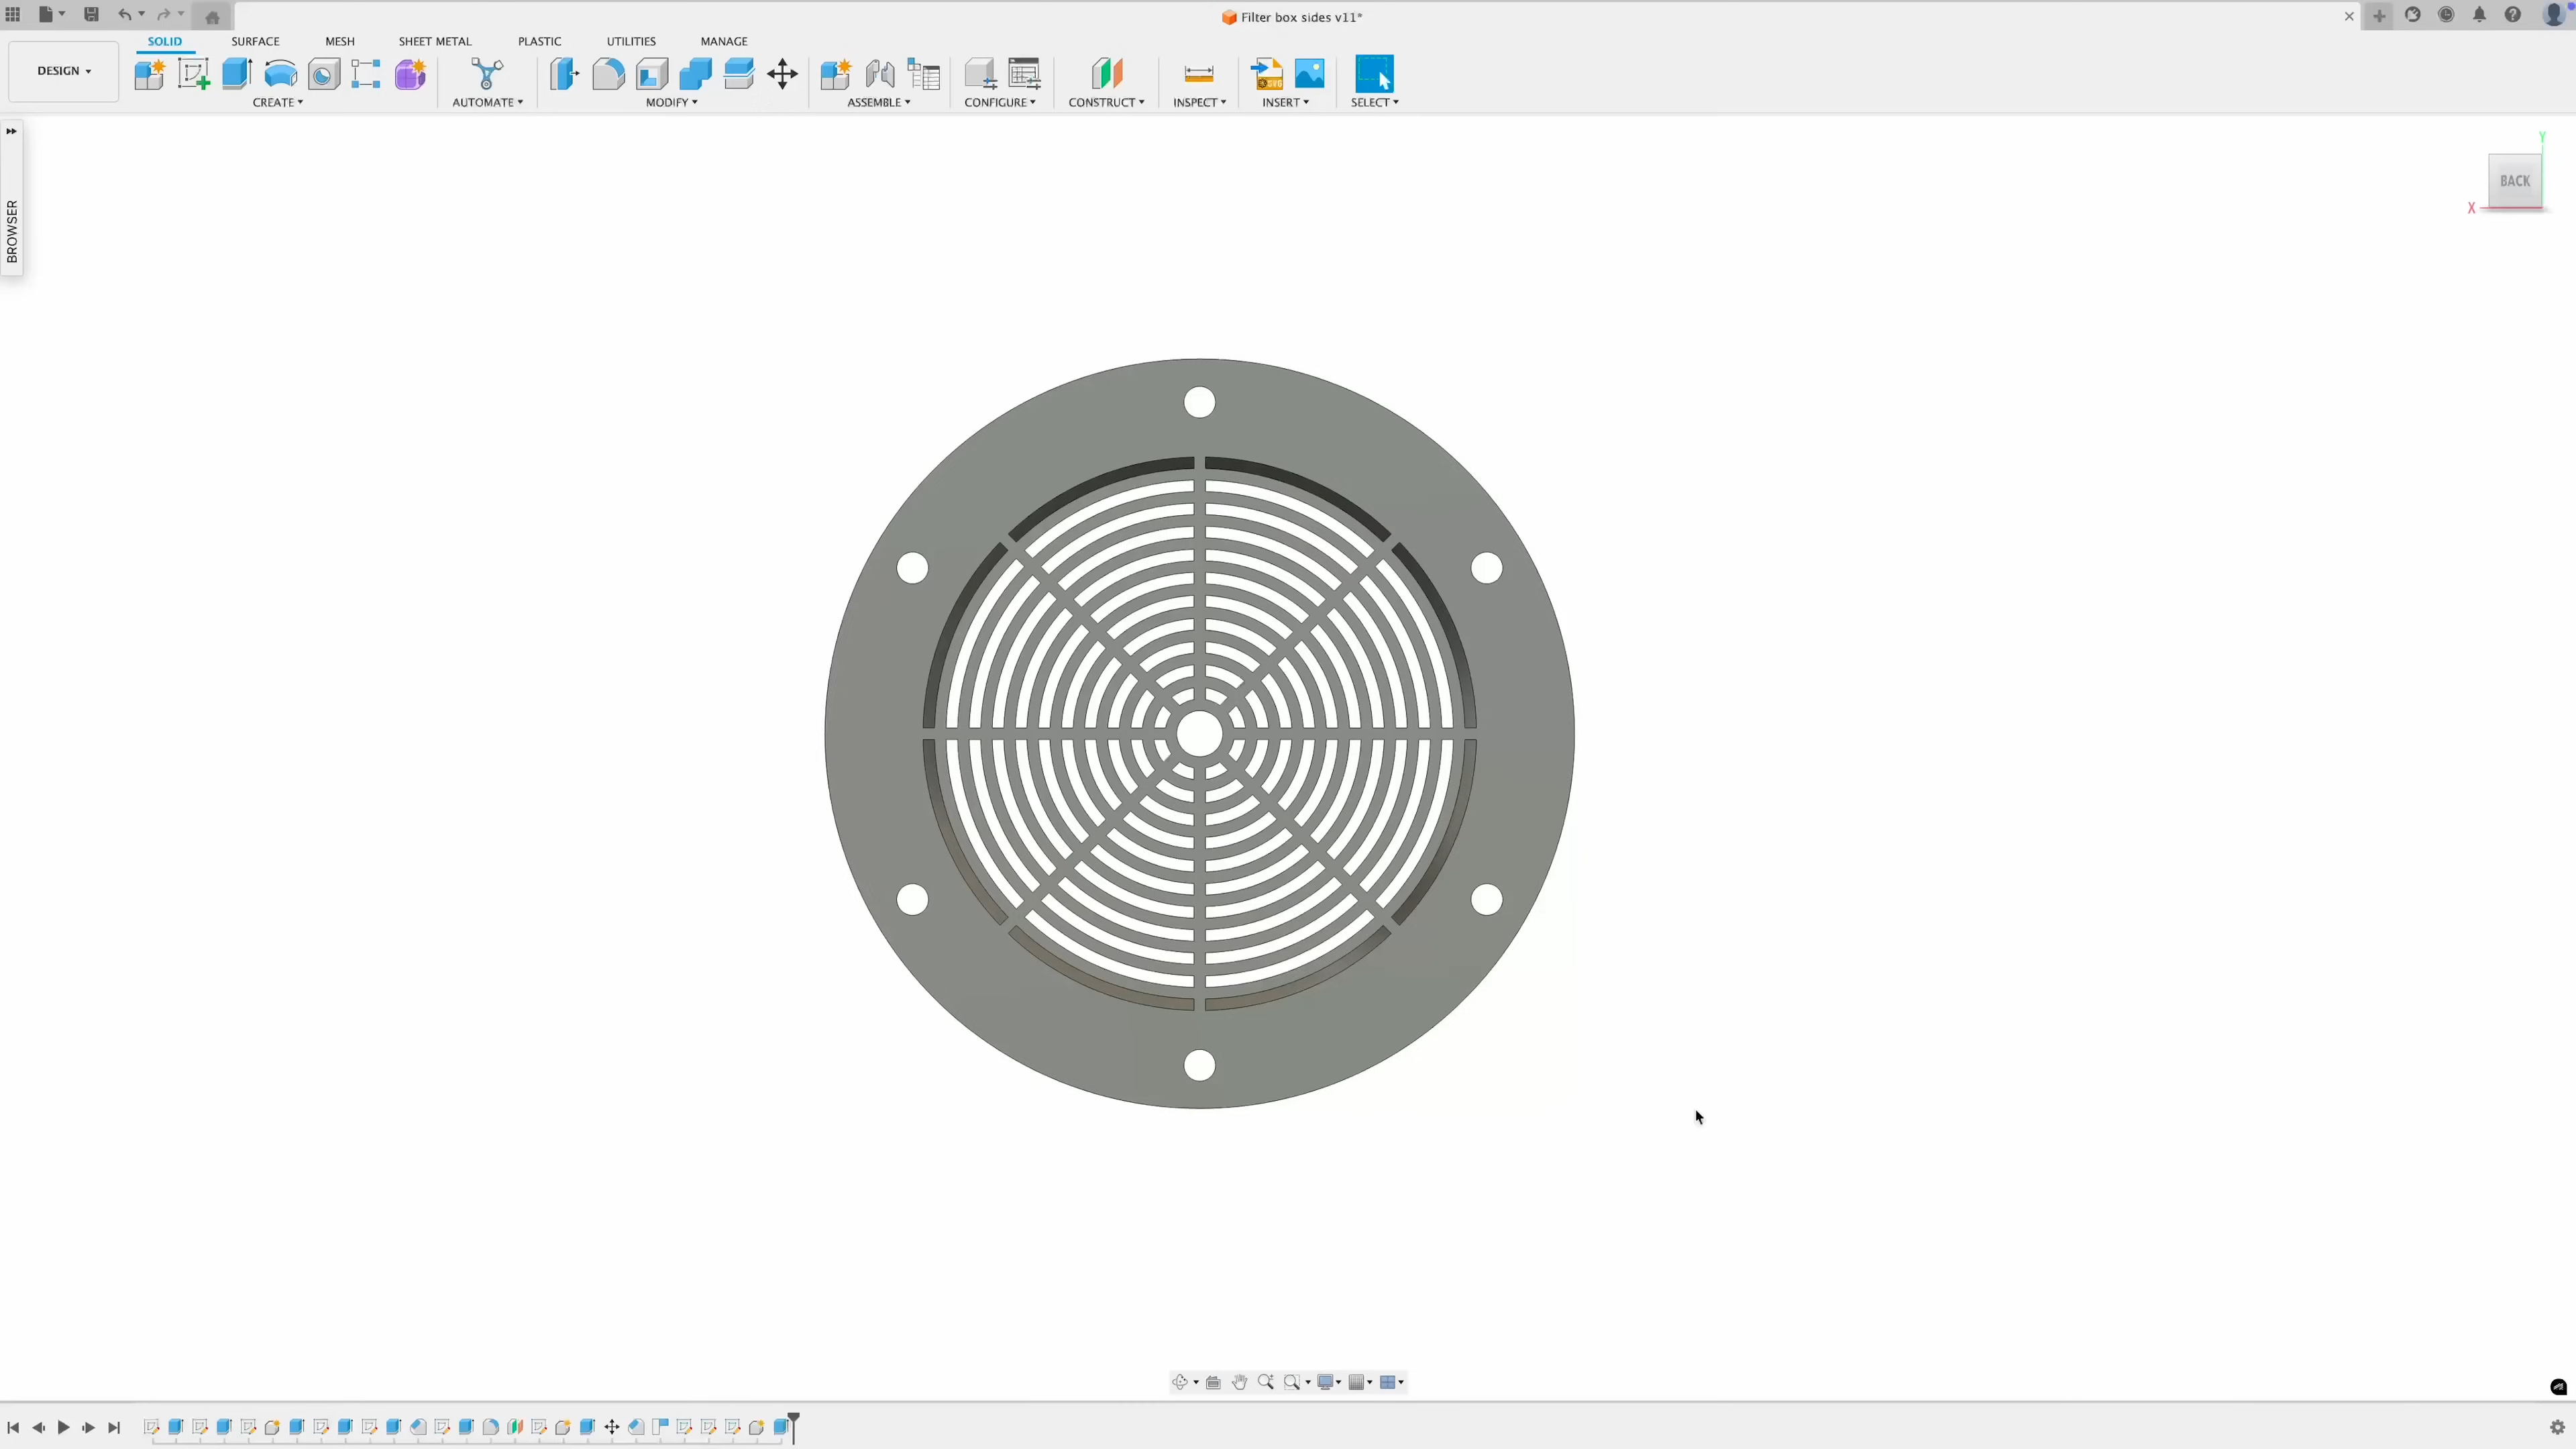 Filter box sides v11*
SOLID SURFACE MESH SHEET METAL PLASTIC UTILITIES MANAGE
DESIGN
CREATE AUTOMATE MODIFY ASSEMBLE CONFIGURE CONSTRUCT INSPECT INSERT SELECT
BROWSER
Y
BACK
X